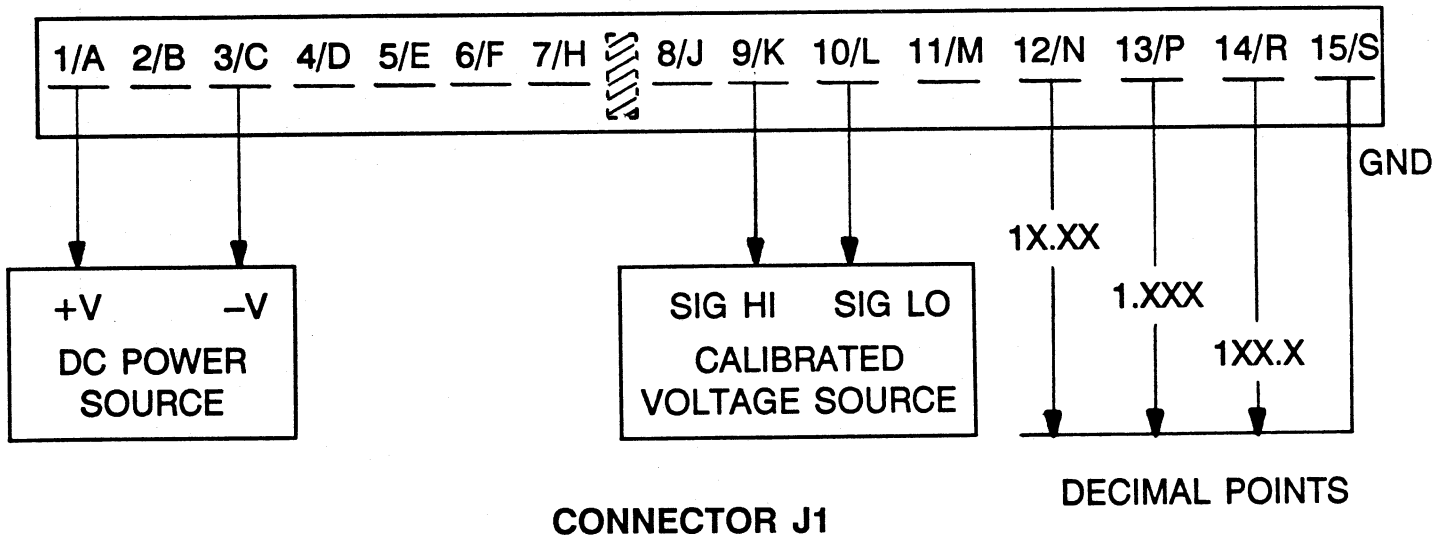 1/A 2/B 3/C 4/D 5/E 6/F 7/H 8/J 9/K 10/L 11/M 12/N 13/P 14/R 15/S
GND
1X.XX
1.XXX
1XX.X
+V –V
DC POWER
SOURCE
SIG HI SIG LO
CALIBRATED
VOLTAGE SOURCE
DECIMAL POINTS
CONNECTOR J1